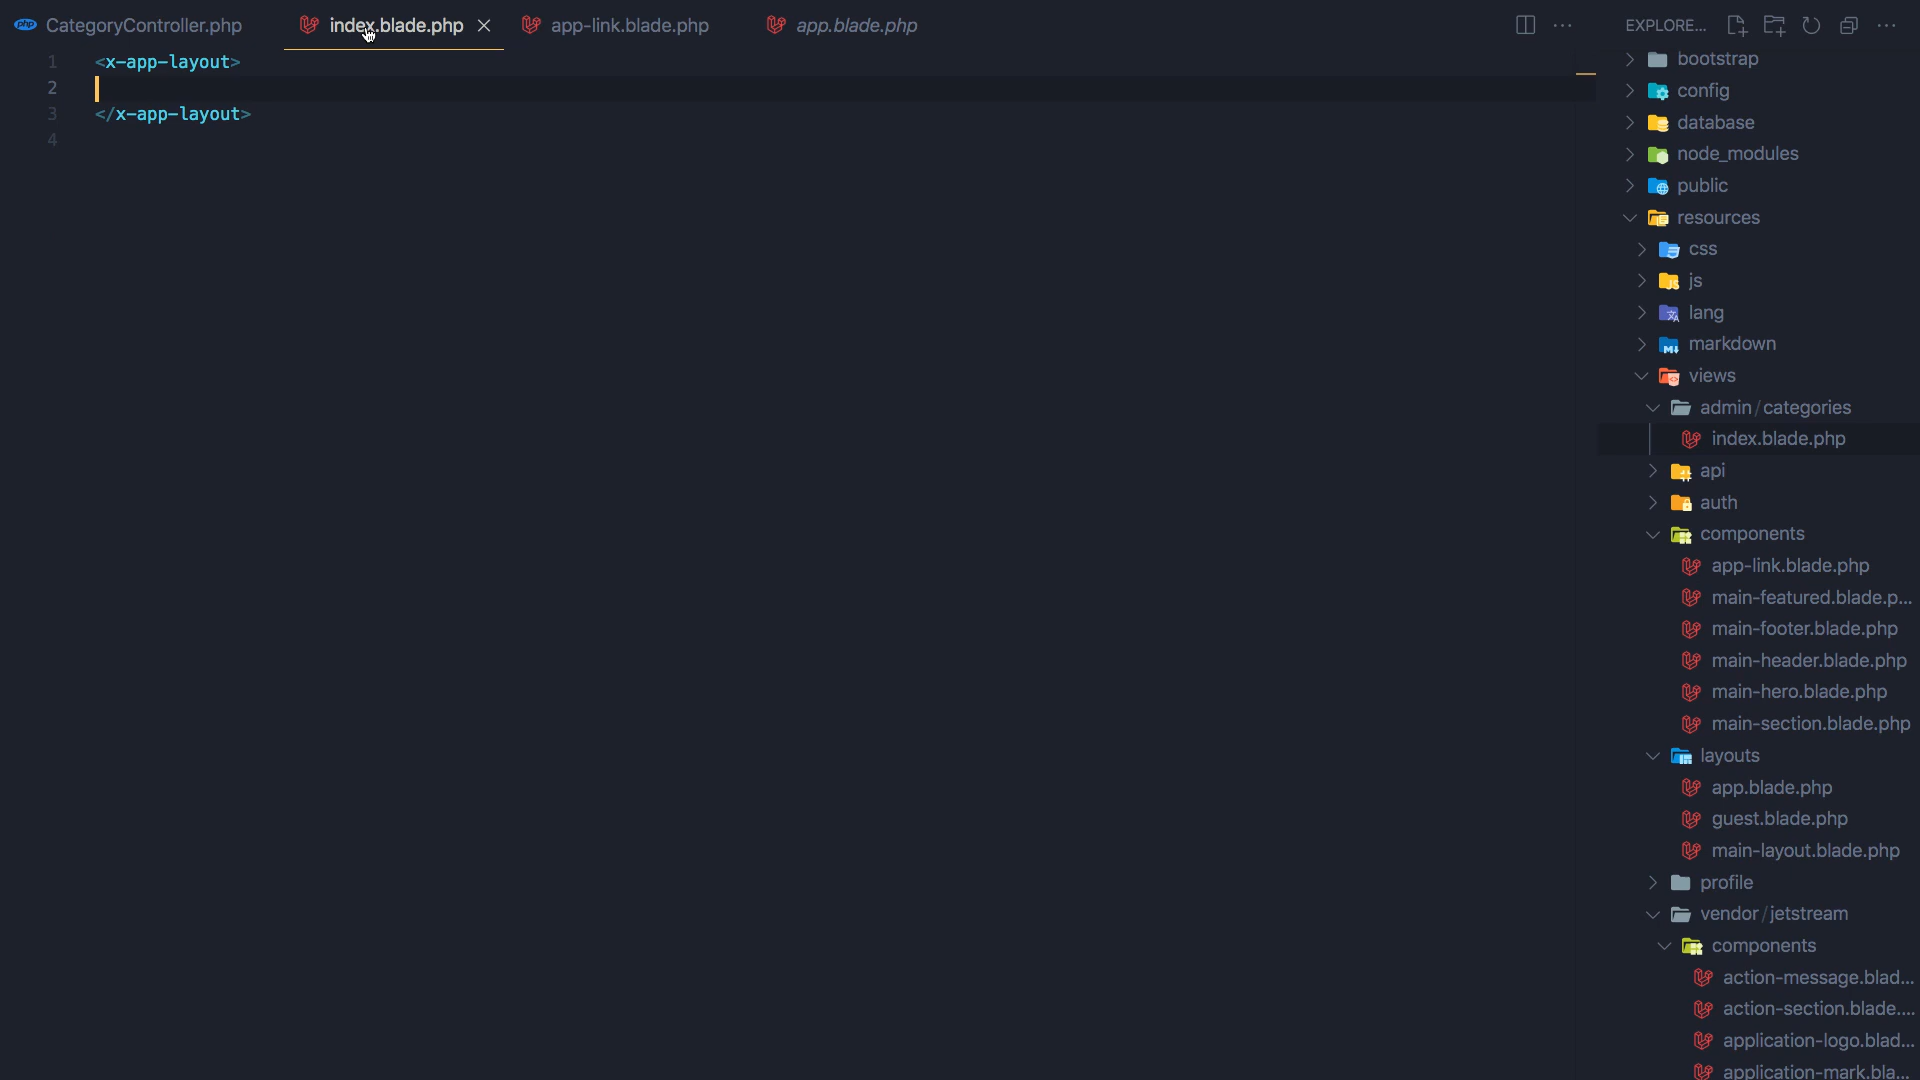 php CategoryController.php
index.blade.php
app-link.blade.php
app.blade.php
EXPLORE...
1 <x-app-layout>
2
3 </x-app-layout>
4
bootstrap
config
database
node_modules
public
resources
css
js
lang
markdown
views
admin/categories
index.blade.php
api
auth
components
app-link.blade.php
main-featured.blade.p...
main-footer.blade.php
main-header.blade.php
main-hero.blade.php
main-section.blade.php
layouts
app.blade.php
guest.blade.php
main-layout.blade.php
profile
vendor/jetstream
components
action-message.blad...
action-section.blade....
application-logo.blad...
application-mark.bla...